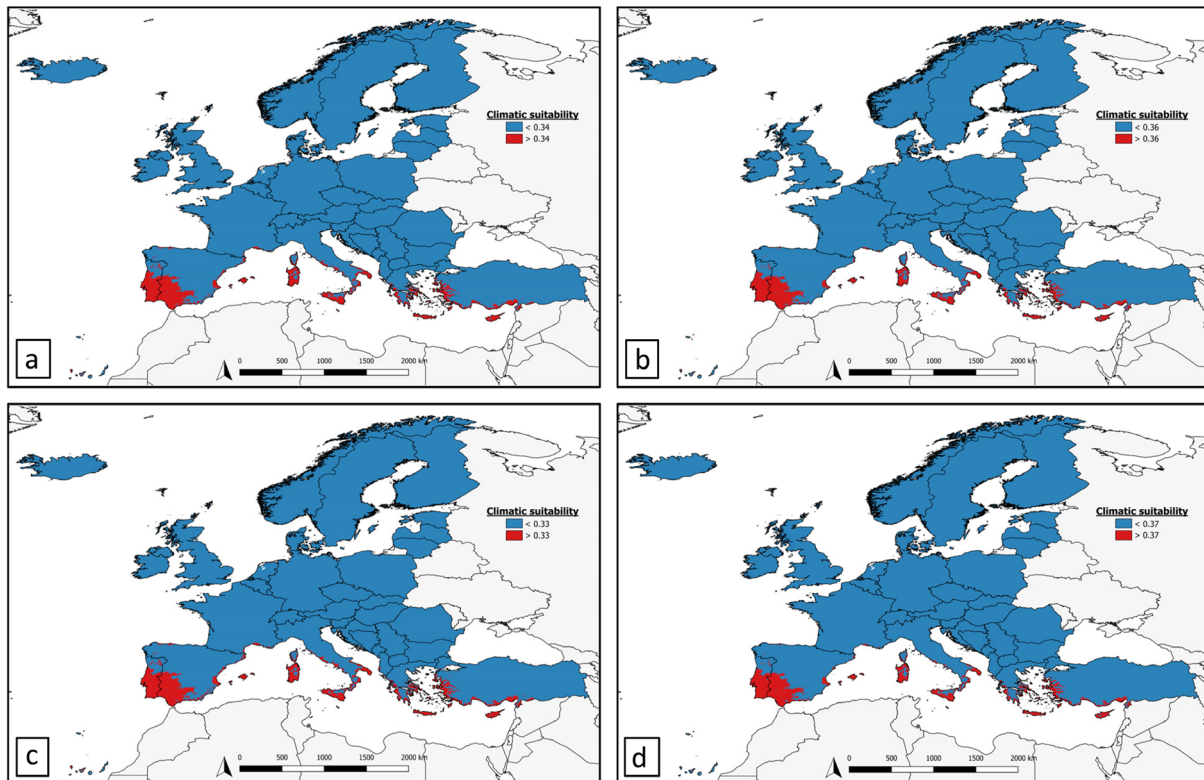 Climatic suitability
< 0.34
> 0.34
0 500 1000 1500 2000 km
a
Climatic suitability
< 0.36
> 0.36
0 500 1000 1500 2000 km
b
Climatic suitability
< 0.33
> 0.33
0 500 1000 1500 2000 km
c
Climatic suitability
< 0.37
> 0.37
0 500 1000 1500 2000 km
d